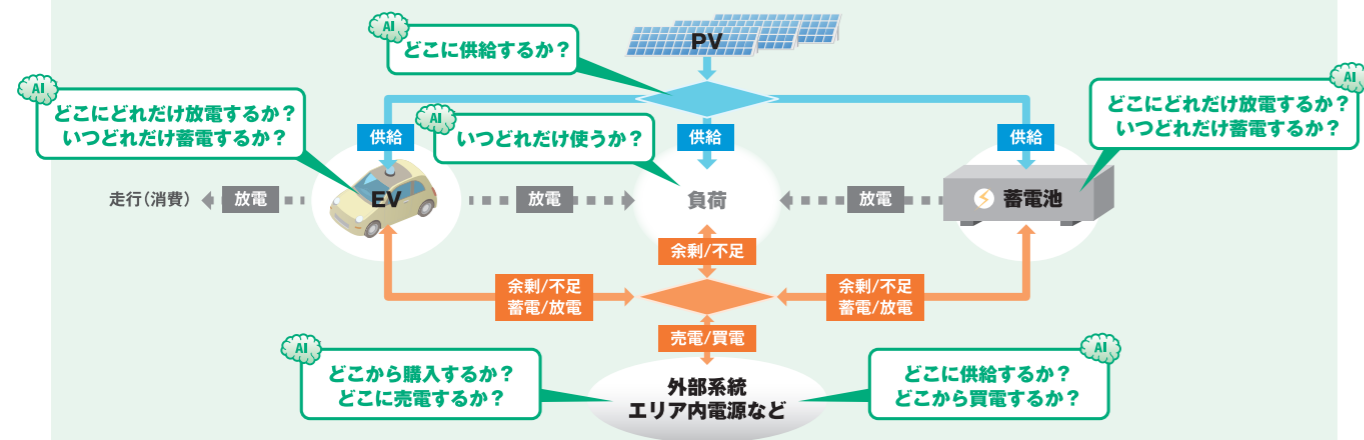 AI
どこに供給するか？
PV
AI
どこにどれだけ放電するか？
いつどれだけ蓄電するか？
AI
いつどれだけ使うか？
AI
どこにどれだけ放電するか？
いつどれだけ蓄電するか？
供給
供給
供給
走行（消費）
放電
EV
放電
負荷
放電
蓄電池
余剰/不足
余剰/不足
蓄電/放電
余剰/不足
蓄電/放電
売電/買電
AI
どこから購入するか？
どこに売電するか？
外部系統
エリア内電源など
AI
どこに供給するか？
どこから買電するか？